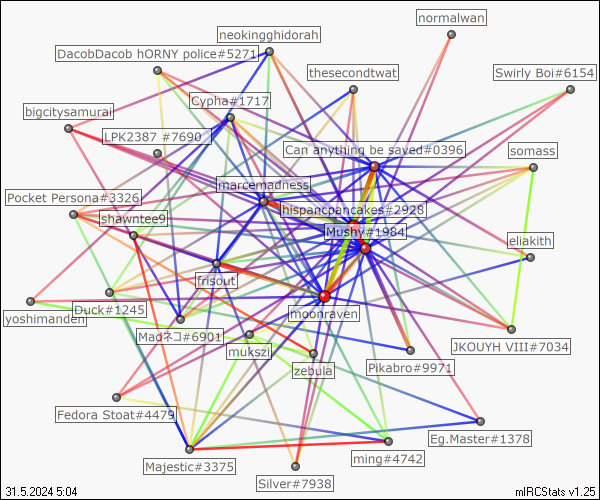 normalwan
neokingghidorah
DacobDacob hORNY police#5271
thesecondtwat
Swirly Boi#6154
Cypha#1717
bigcitysamurai
LPK2387 #7690
Can anything be saved#0396
somass
marcemadness
Pocket Persona#3326
hispancpancakes#2928
shawntee9
Mushy#1984
eliakith
frisout
yoshimanden
Duck#1245
moonraven
Madネコ#6901
mukszi
JKOUYH VIII#7034
zebula
Pikabro#9971
Fedora Stoat#4479
Eg.Master#1378
ming#4742
Majestic#3375
Silver#7938
31.5.2024 5:04
mIRCStats v1.25